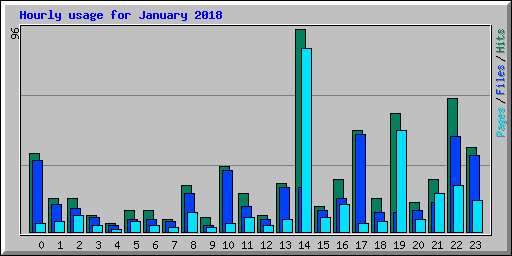 Hourly usage for January 2018
96
Pages / Files / Hits
0 1 2 3 4 5 6 7 8 9 10 11 12 13 14 15 16 17 18 19 20 21 22 23